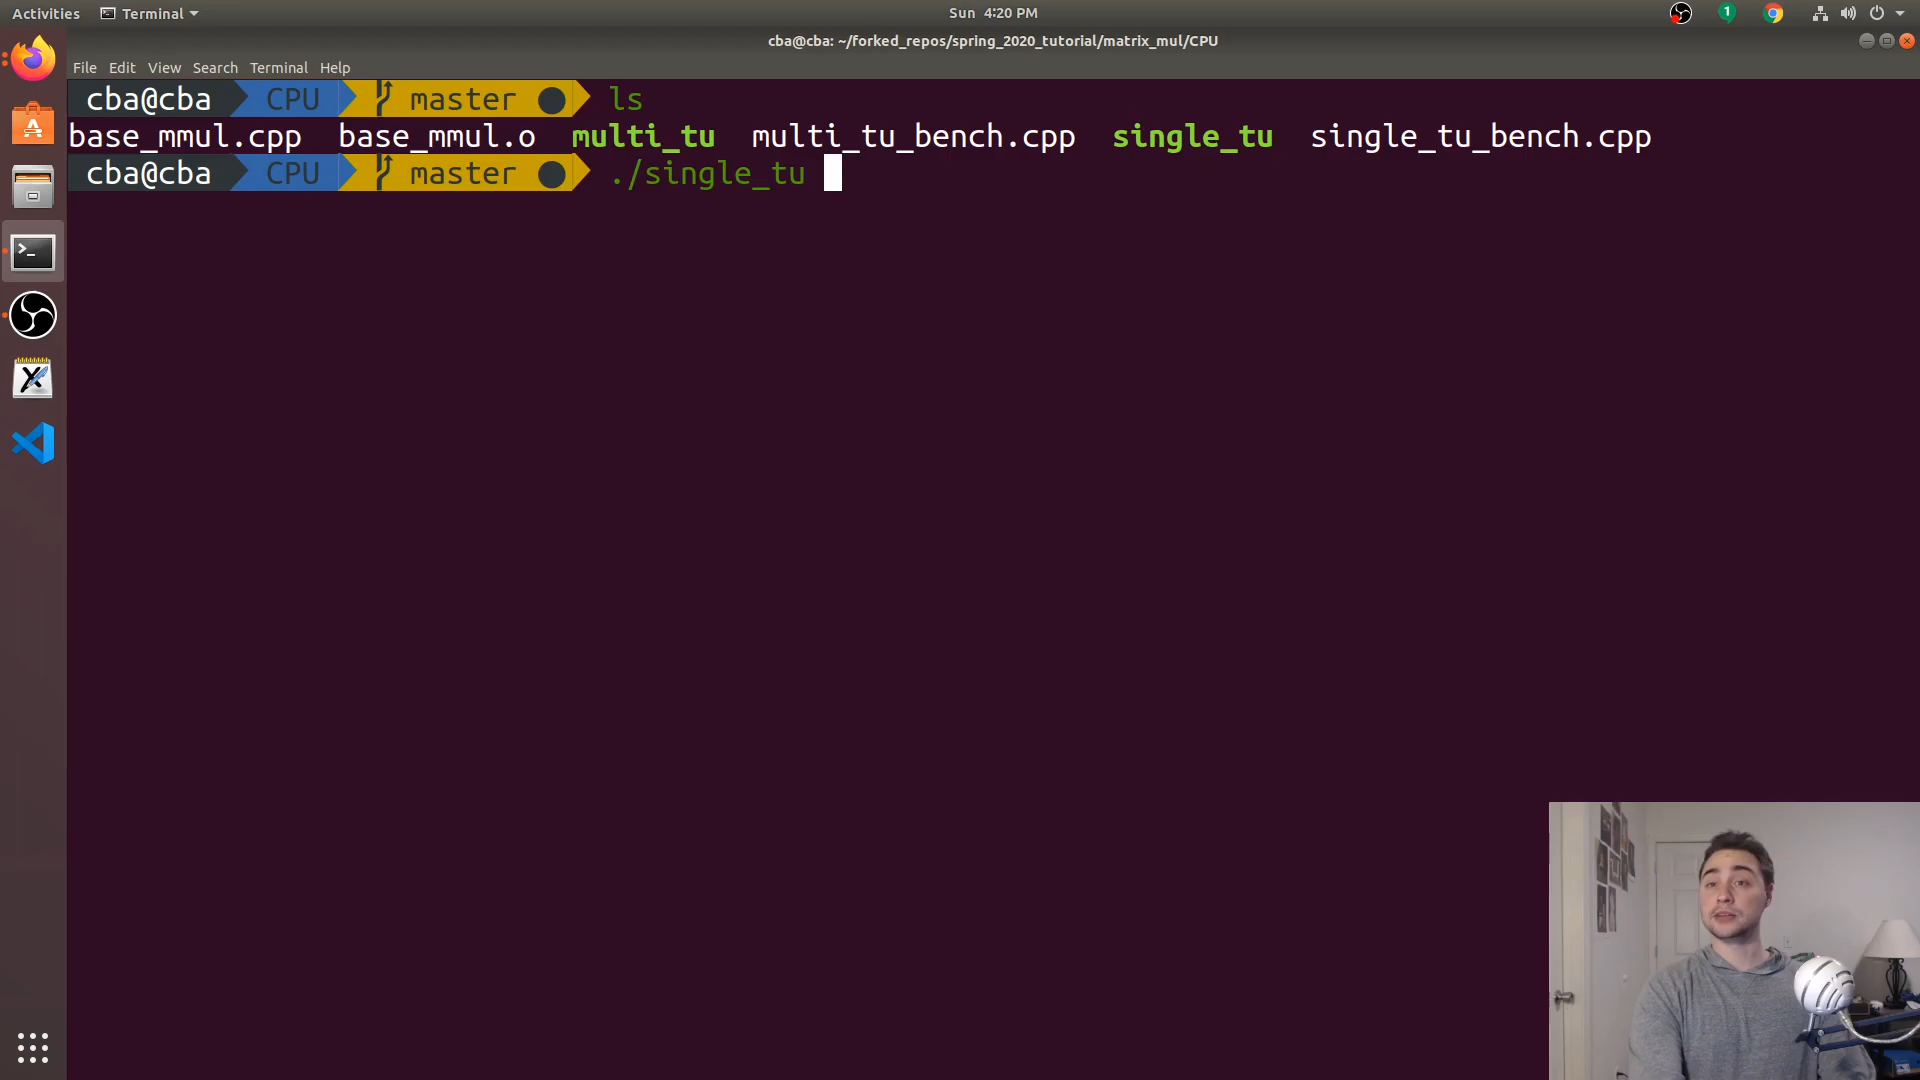 Activities Terminal Sun 4:20 PM 1
cba@cba: ~/forked_repos/spring_2020_tutorial/matrix_mul/CPU
File Edit View Search Terminal Help
cba@cba CPU master ls
base_mmul.cpp base_mmul.o multi_tu multi_tu_bench.cpp single_tu single_tu_bench.cpp
cba@cba CPU master ./single_tu